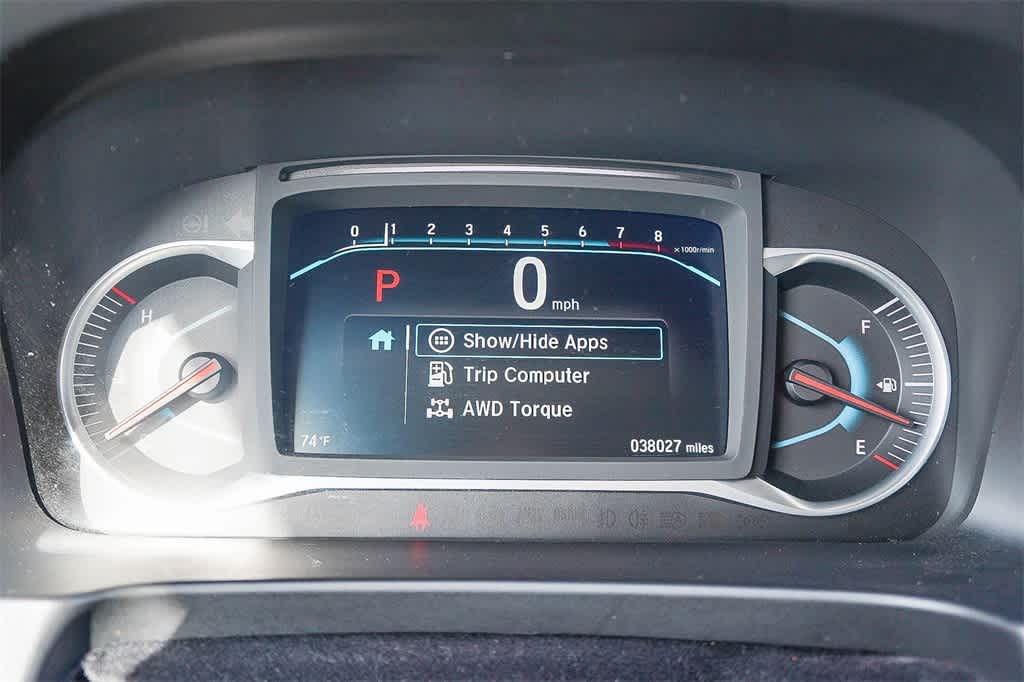 0 1 2 3 4 5 6 7 8
×1000r/min
P
0 mph
Show/Hide Apps
Trip Computer
AWD Torque
74°F
038027 miles
H
F
E